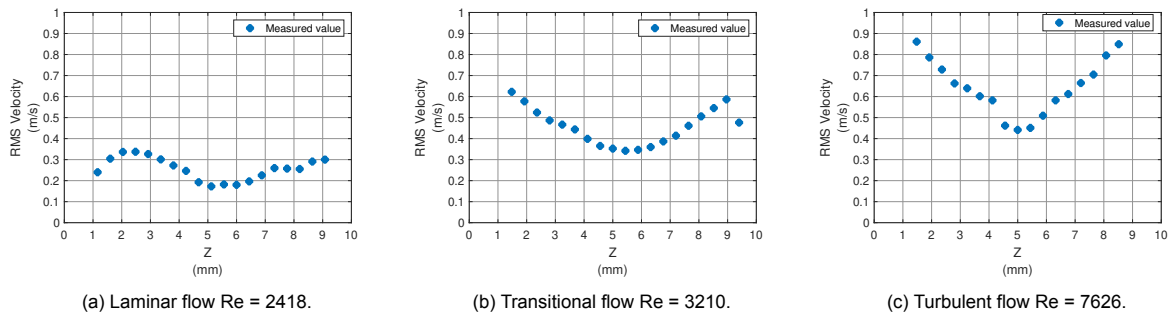 Measured value
1
0.9
0.8
0.7
0.6
0.5
0.4
0.3
0.2
0.1
0
RMS Velocity
(m/s)
0 1 2 3 4 5 6 7 8 9 10
Z
(mm)
(a) Laminar flow Re = 2418.
Measured value
1
0.9
0.8
0.7
0.6
0.5
0.4
0.3
0.2
0.1
0
RMS Velocity
(m/s)
0 1 2 3 4 5 6 7 8 9 10
Z
(mm)
(b) Transitional flow Re = 3210.
Measured value
1
0.9
0.8
0.7
0.6
0.5
0.4
0.3
0.2
0.1
0
RMS Velocity
(m/s)
0 1 2 3 4 5 6 7 8 9 10
Z
(mm)
(c) Turbulent flow Re = 7626.